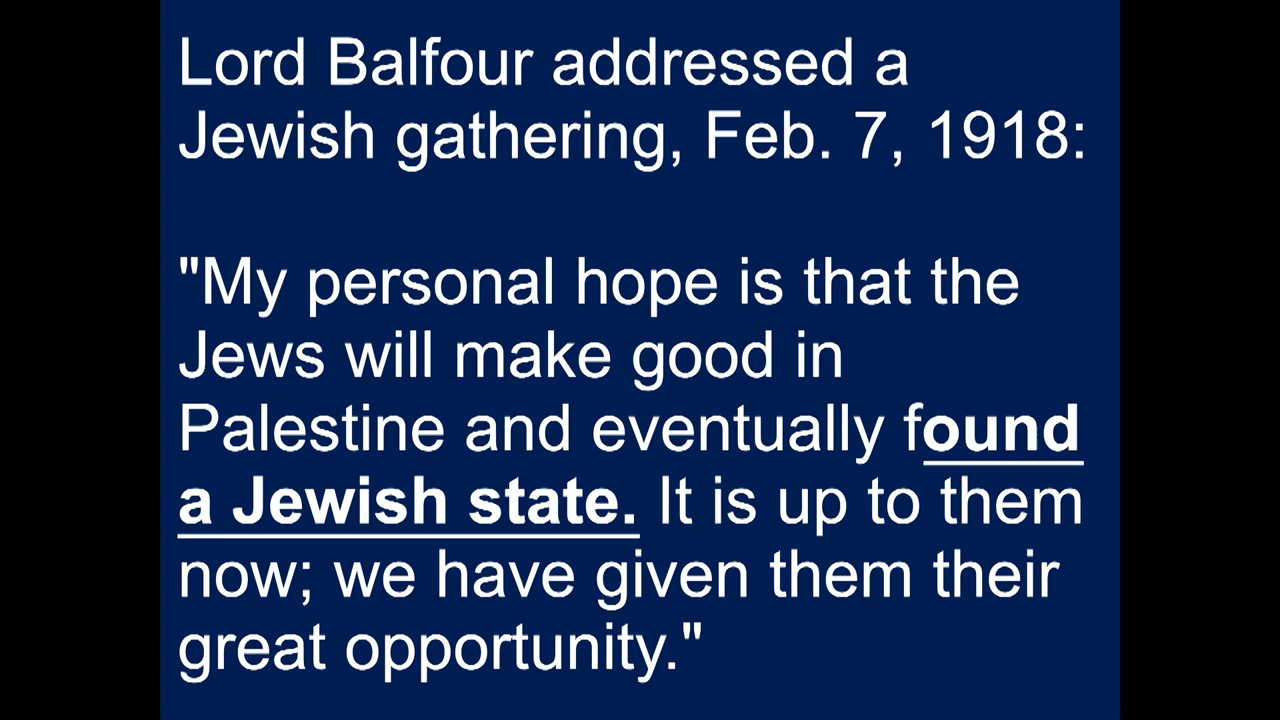 Lord Balfour addressed a
Jewish gathering, Feb. 7, 1918:
"My personal hope is that the
Jews will make good in
Palestine and eventually found
a Jewish state. It is up to them
now; we have given them their
great opportunity."